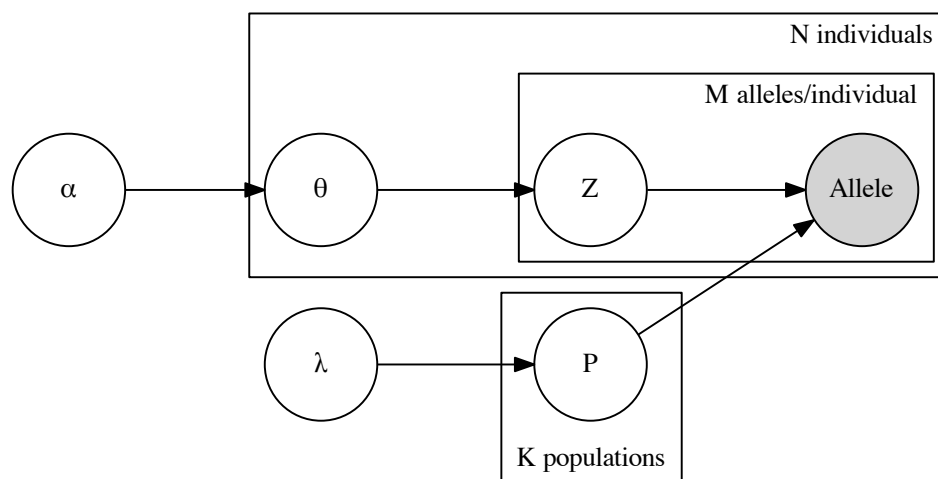 N individuals
M alleles/individual
α
θ
Z
Allele
λ
P
K populations